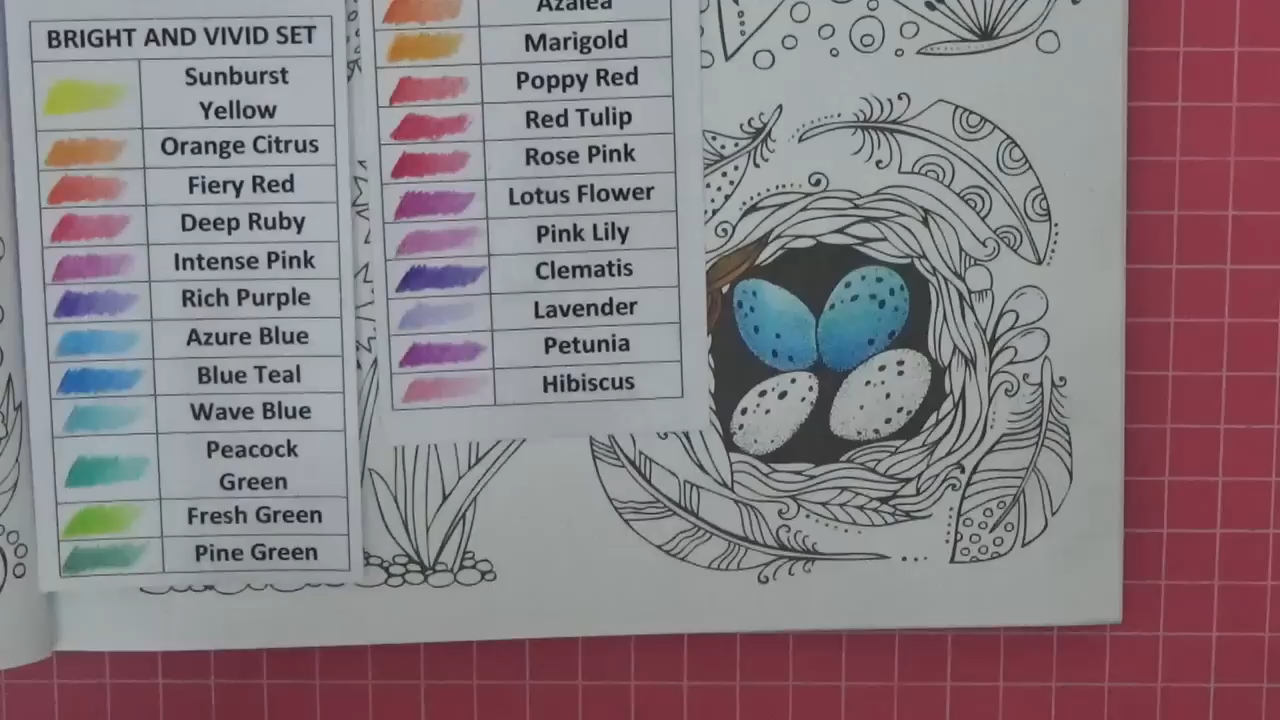 BRIGHT AND VIVID SET
Sunburst
Yellow
Orange Citrus
Fiery Red
Deep Ruby
Intense Pink
Rich Purple
Azure Blue
Blue Teal
Wave Blue
Peacock
Green
Fresh Green
Pine Green
Azalea
Marigold
Poppy Red
Red Tulip
Rose Pink
Lotus Flower
Pink Lily
Clematis
Lavender
Petunia
Hibiscus